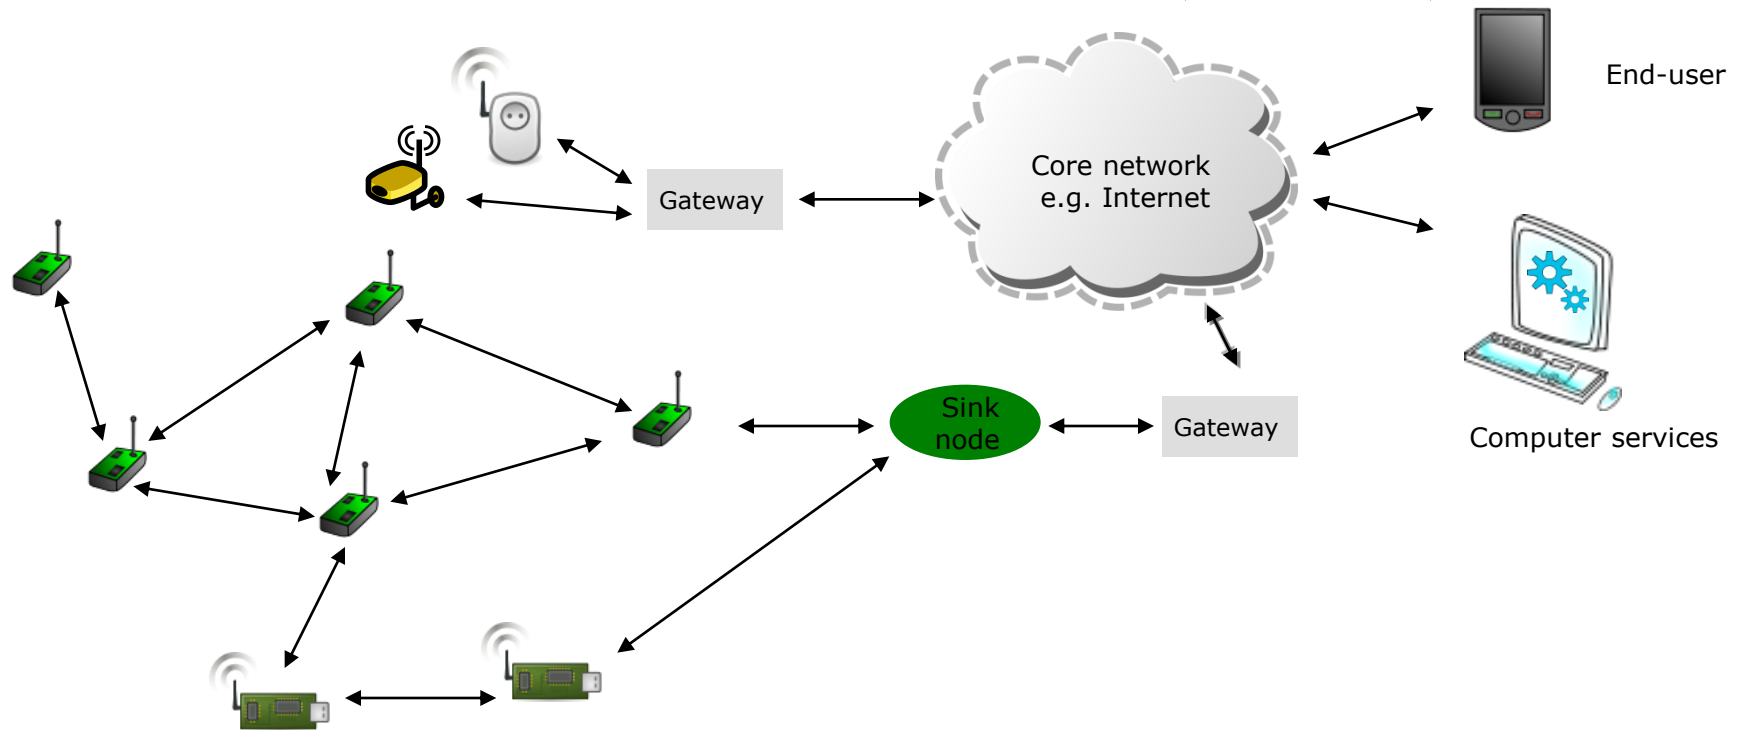 End-user
Core network
e.g. Internet
Gateway
Sink
node
Gateway
Computer services